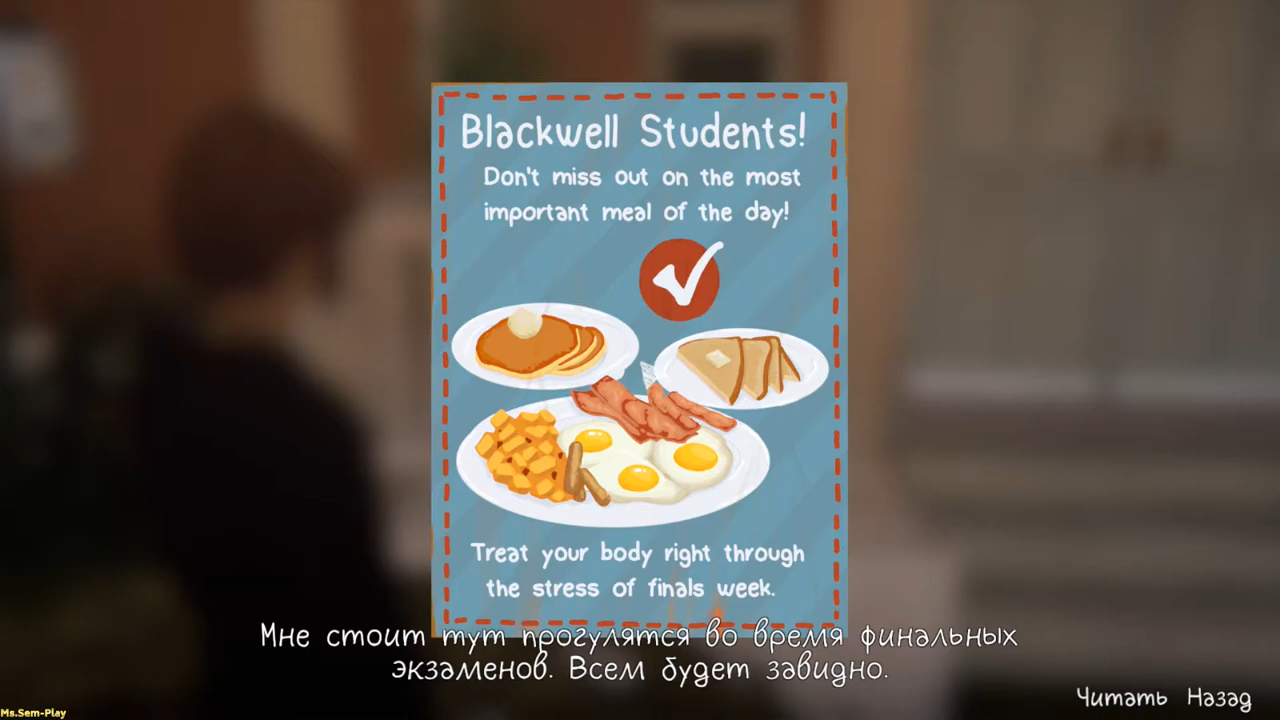 Blackwell Students!
Don't miss out on the most
important meal of the day!
Treat your body right through
the stress of finals week.
Мне стоит тут прогулятся во время финальных
экзаменов. Всем будет завидно.
Читать Назад
Ms.Sem-Play